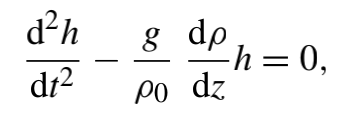 d²h/dt² − g/ρ0 dρ/dz h = 0,